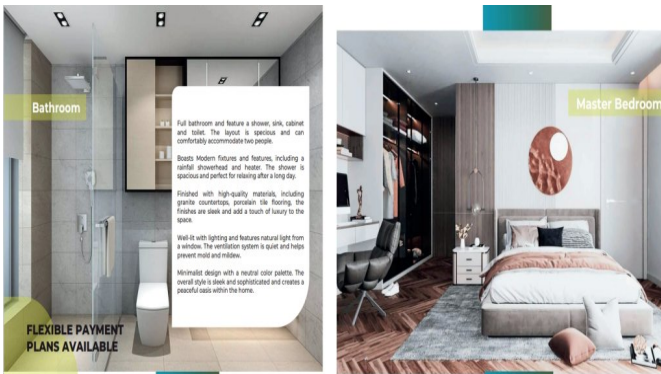 Bathroom
Full bathroom and feature a shower, sink, cabinet
and toilet. The layout is specious and can
comfortably accommodate two people.
Boasts Modern fixtures and features, including a
rainfall showerhead and heater. The shower is
spacious and perfect for relaxing after a long day.
Finished with high-quality materials, including
granite countertops, porcelain tile flooring, the
finishes are sleek and add a touch of luxury to the
space.
Well-lit with lighting and features natural light from
a window. The ventilation system is quiet and helps
prevent mold and mildew.
Minimalist design with a neutral color palette. The
overall style is sleek and sophisticated and creates a
peaceful oasis within the home.
FLEXIBLE PAYMENT
PLANS AVAILABLE
Master Bedroom